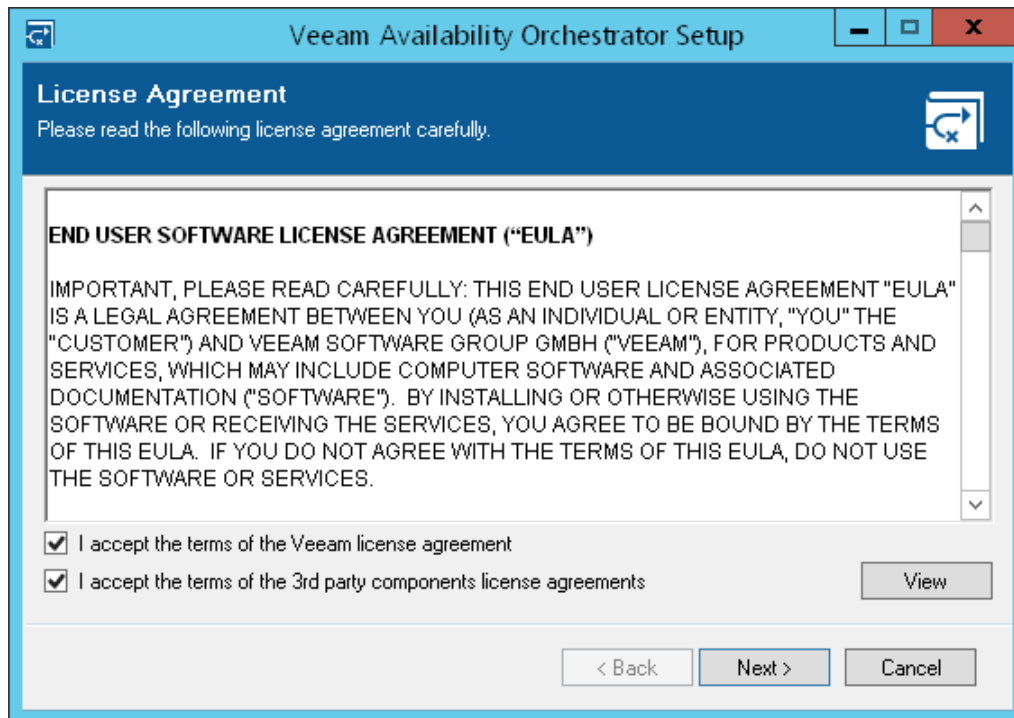 Veeam Availability Orchestrator Setup
License Agreement
Please read the following license agreement carefully.
END USER SOFTWARE LICENSE AGREEMENT (“EULA”)
IMPORTANT, PLEASE READ CAREFULLY: THIS END USER LICENSE AGREEMENT "EULA"
IS A LEGAL AGREEMENT BETWEEN YOU (AS AN INDIVIDUAL OR ENTITY, "YOU" THE
"CUSTOMER") AND VEEAM SOFTWARE GROUP GMBH ("VEEAM"), FOR PRODUCTS AND
SERVICES, WHICH MAY INCLUDE COMPUTER SOFTWARE AND ASSOCIATED
DOCUMENTATION ("SOFTWARE").  BY INSTALLING OR OTHERWISE USING THE
SOFTWARE OR RECEIVING THE SERVICES, YOU AGREE TO BE BOUND BY THE TERMS
OF THIS EULA.  IF YOU DO NOT AGREE WITH THE TERMS OF THIS EULA, DO NOT USE
THE SOFTWARE OR SERVICES.
I accept the terms of the Veeam license agreement
I accept the terms of the 3rd party components license agreements
View
< Back
Next >
Cancel